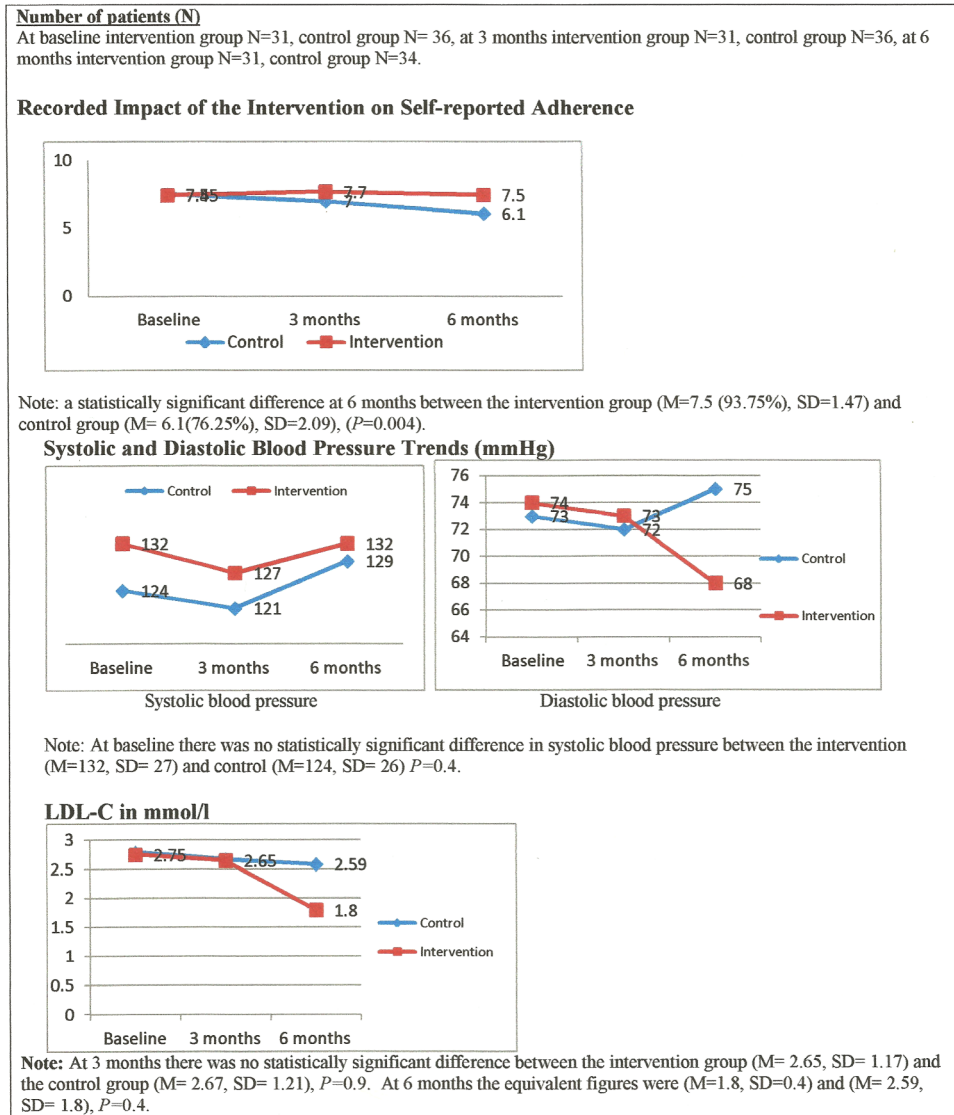 Number of patients (N)
At baseline intervention group N=31, control group N= 36, at 3 months intervention group N=31, control group N=36, at 6
months intervention group N=31, control group N=34.
Recorded Impact of the Intervention on Self-reported Adherence
10
5
0
7.7
7
7.5
6.1
Baseline 3 months 6 months
Control Intervention
Note: a statistically significant difference at 6 months between the intervention group (M=7.5 (93.75%), SD=1.47) and
control group (M= 6.1(76.25%), SD=2.09), (P=0.004).
Systolic and Diastolic Blood Pressure Trends (mmHg)
Control Intervention
132
127
132
124
121
129
Baseline 3 months 6 months
Systolic blood pressure
76
74
72
70
68
66
64
74
73
73
72
75
68
Control
Intervention
Baseline 3 months 6 months
Diastolic blood pressure
Note: At baseline there was no statistically significant difference in systolic blood pressure between the intervention
(M=132, SD= 27) and control (M=124, SD= 26) P=0.4.
LDL-C in mmol/l
3
2.5
2
1.5
1
0.5
0
2.75
2.65
2.59
1.8
Control
Intervention
Baseline 3 months 6 months
Note: At 3 months there was no statistically significant difference between the intervention group (M= 2.65, SD= 1.17) and
the control group (M= 2.67, SD= 1.21), P=0.9. At 6 months the equivalent figures were (M=1.8, SD=0.4) and (M= 2.59,
SD= 1.8), P=0.4.